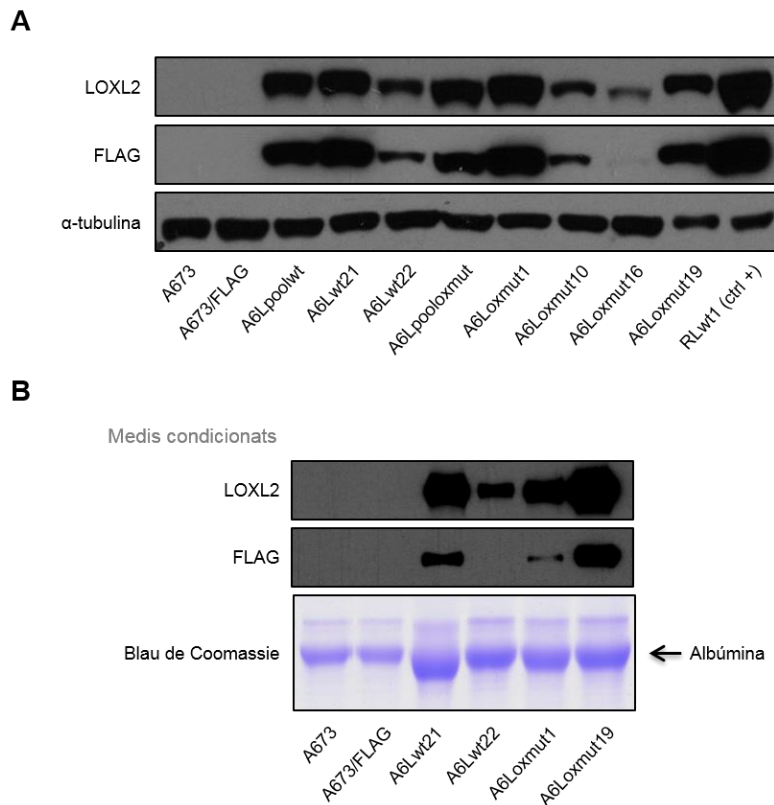 A
LOXL2
FLAG
α-tubulina
A673
A673/FLAG
A6Lpoolwt
A6Lwt21
A6Lwt22
A6Lpooloxmut
A6Loxmut1
A6Loxmut10
A6Loxmut16
A6Loxmut19
RLwt1 (ctrl +)
B
Medis condicionats
LOXL2
FLAG
Blau de Coomassie
Albúmina
A673
A673/FLAG
A6Lwt21
A6Lwt22
A6Loxmut1
A6Loxmut19